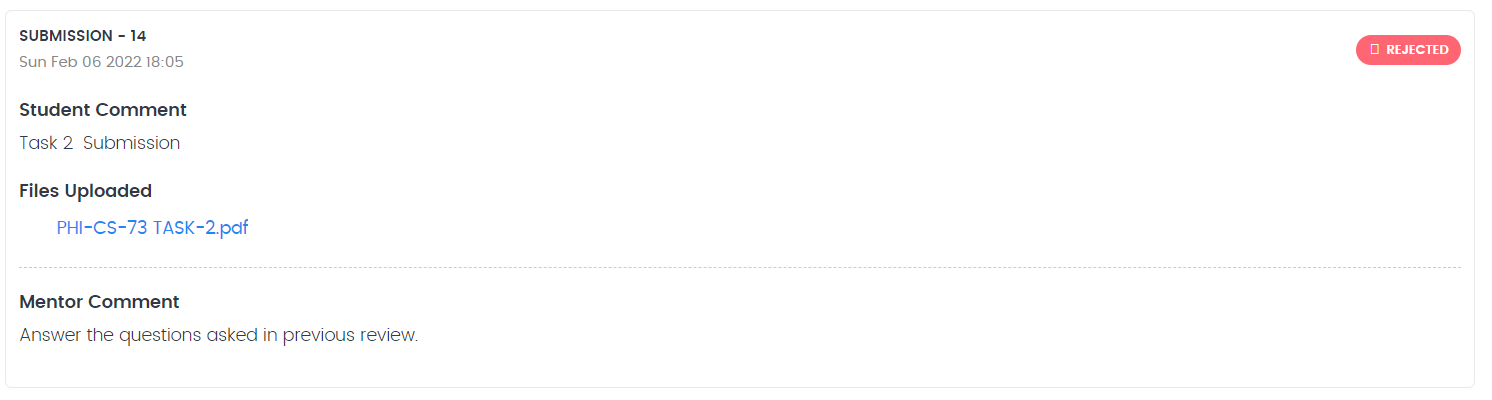 SUBMISSION - 14
Sun Feb 06 2022 18:05
REJECTED
Student Comment
Task 2 Submission
Files Uploaded
PHI-CS-73 TASK-2.pdf
Mentor Comment
Answer the questions asked in previous review.